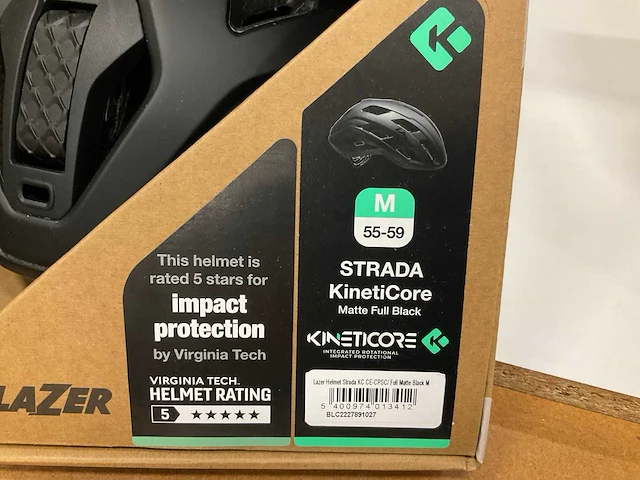 M
55-59
STRADA
KinetiCore
Matte Full Black
KINETICORE
INTEGRATED ROTATIONAL
IMPACT PROTECTION
Lazer Helmet Strada KC CE-CPSC/ Full Matte Black M
5 400974 013412
BLC2227891027
This helmet is
rated 5 stars for
impact
protection
by Virginia Tech
VIRGINIA TECH.
HELMET RATING
5 ★★★★★
LAZER